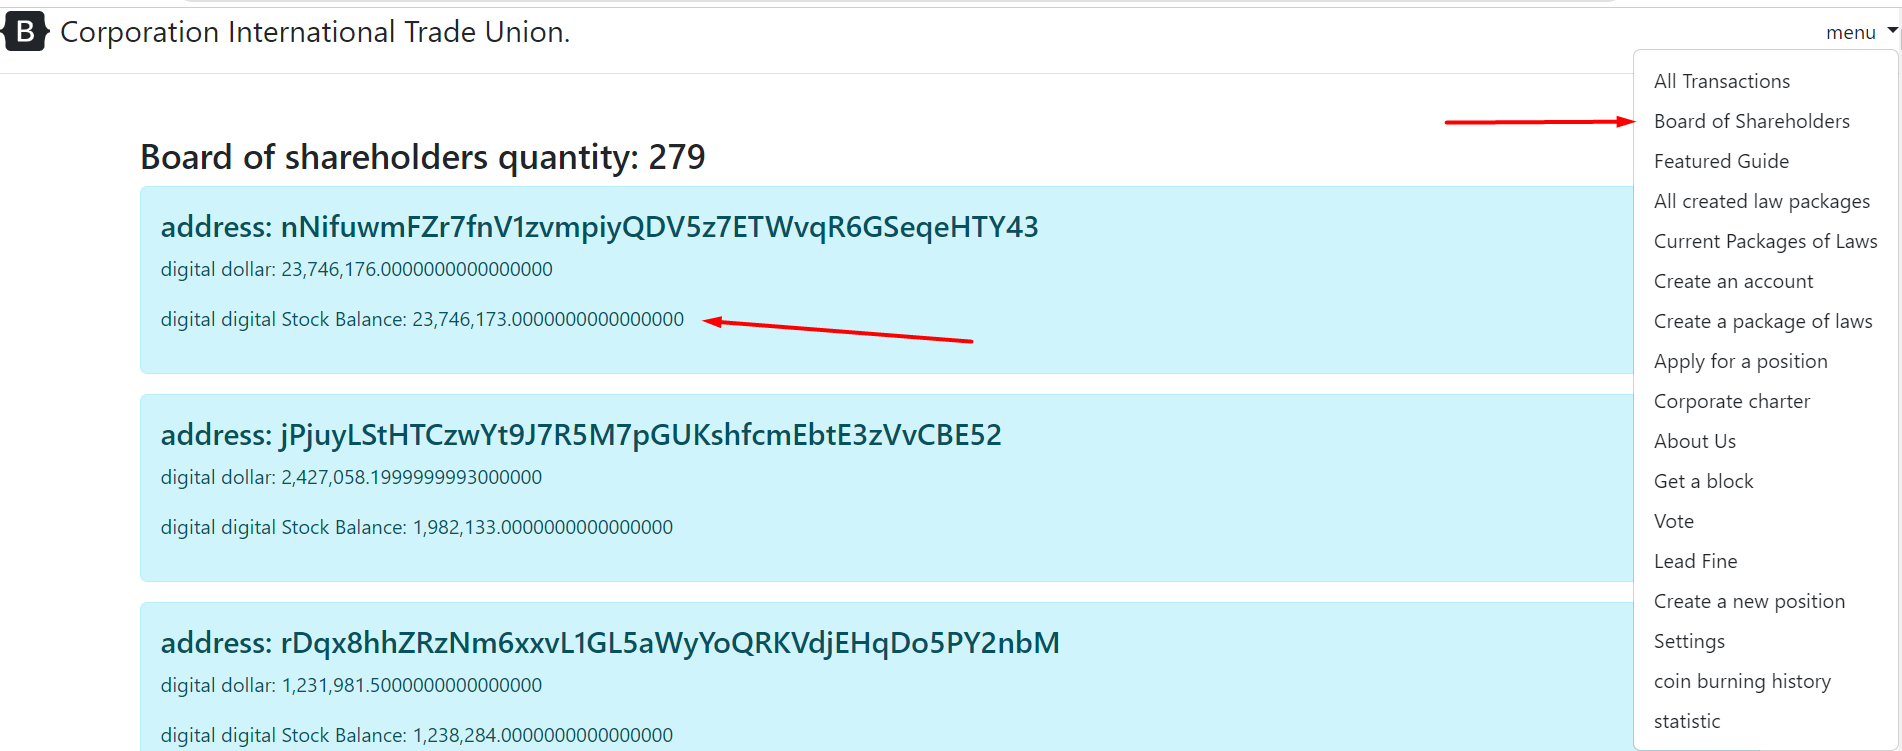 B Corporation International Trade Union.
menu
All Transactions
Board of Shareholders
Featured Guide
All created law packages
Current Packages of Laws
Create an account
Create a package of laws
Apply for a position
Corporate charter
About Us
Get a block
Vote
Lead Fine
Create a new position
Settings
coin burning history
statistic
Board of shareholders quantity: 279
address: nNifuwmFZr7fnV1zvmpiyQDV5z7ETWvqR6GSeqeHTY43
digital dollar: 23,746,176.0000000000000000
digital digital Stock Balance: 23,746,173.0000000000000000
address: jPjuyLStHTCzwYt9J7R5M7pGUKshfcmEbtE3zVvCBE52
digital dollar: 2,427,058.1999999993000000
digital digital Stock Balance: 1,982,133.0000000000000000
address: rDqx8hhZRzNm6xxvL1GL5aWyYoQRKVdjEHqDo5PY2nbM
digital dollar: 1,231,981.5000000000000000
digital digital Stock Balance: 1,238,284.0000000000000000